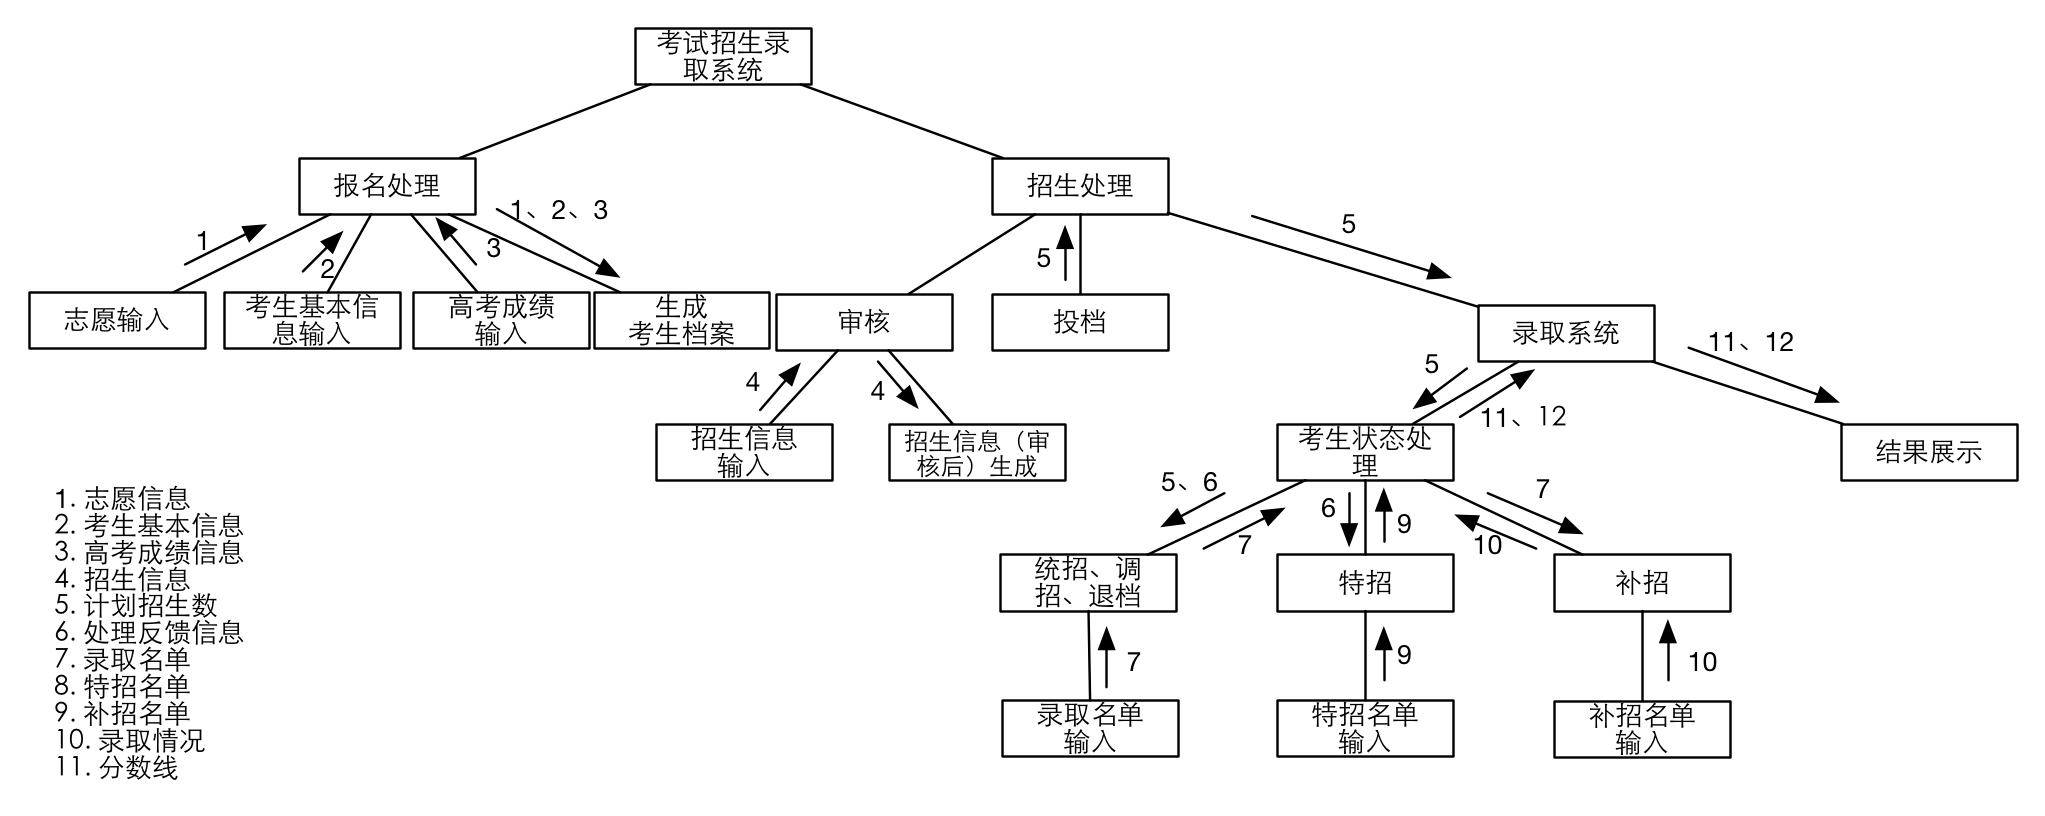 考试招生录
取系统
报名处理
招生处理
1
2
3
1、2、3
5
5
志愿输入
考生基本信
息输入
高考成绩
输入
生成
考生档案
审核
投档
录取系统
4
4
5
11、12
11、12
招生信息
输入
招生信息（审
核后）生成
考生状态处
理
结果展示
5、6
7
6
9
7
10
统招、调
招、退档
特招
补招
7
9
10
录取名单
输入
特招名单
输入
补招名单
输入
1. 志愿信息
2. 考生基本信息
3. 高考成绩信息
4. 招生信息
5. 计划招生数
6. 处理反馈信息
7. 录取名单
8. 特招名单
9. 补招名单
10. 录取情况
11. 分数线